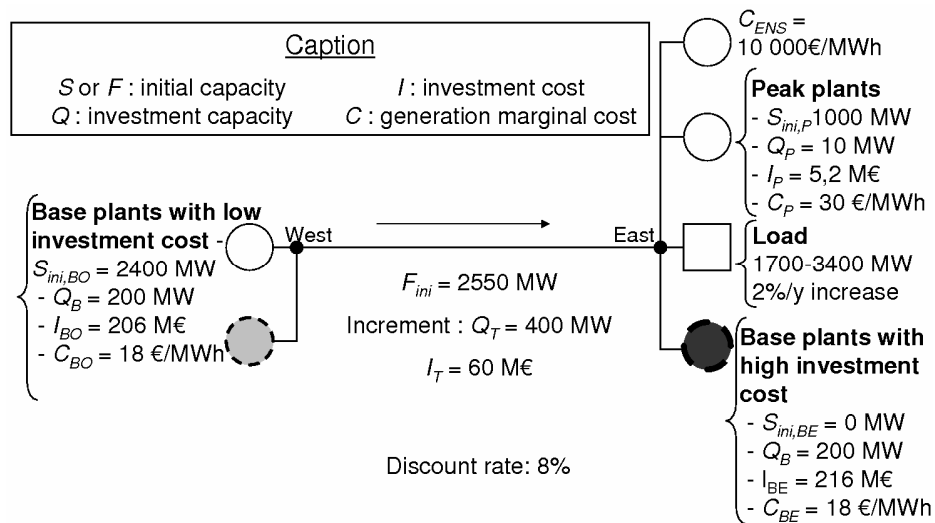 Caption
S or F : initial capacity
I : investment cost
Q : investment capacity
C : generation marginal cost
C_ENS =
10 000€/MWh
Peak plants
- S_ini,P 1000 MW
- Q_P = 10 MW
- I_P = 5,2 M€
- C_P = 30 €/MWh
Base plants with low
investment cost -
S_ini,BO = 2400 MW
- Q_B = 200 MW
- I_BO = 206 M€
- C_BO = 18 €/MWh
West
East
F_ini = 2550 MW
Increment : Q_T = 400 MW
I_T = 60 M€
Load
1700-3400 MW
2%/y increase
Base plants with
high investment
cost
- S_ini,BE = 0 MW
- Q_B = 200 MW
- I_BE = 216 M€
- C_BE = 18 €/MWh
Discount rate: 8%